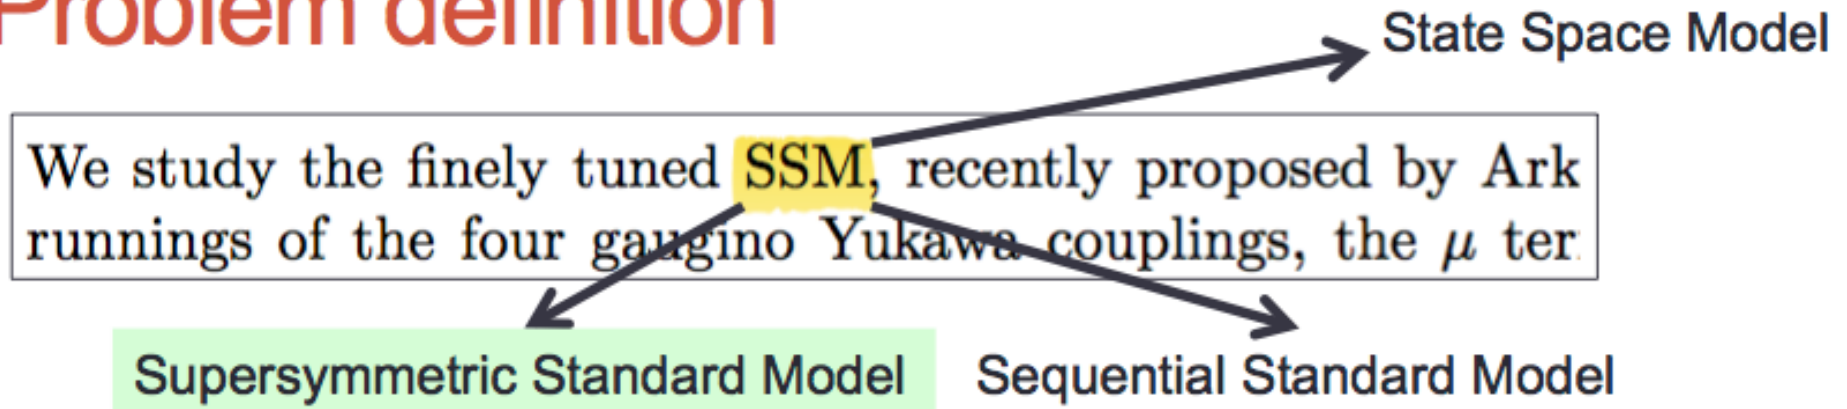 Problem definition
State Space Model
We study the finely tuned SSM, recently proposed by Ark
runnings of the four gaugino Yukawa couplings, the μ ter
Supersymmetric Standard Model
Sequential Standard Model